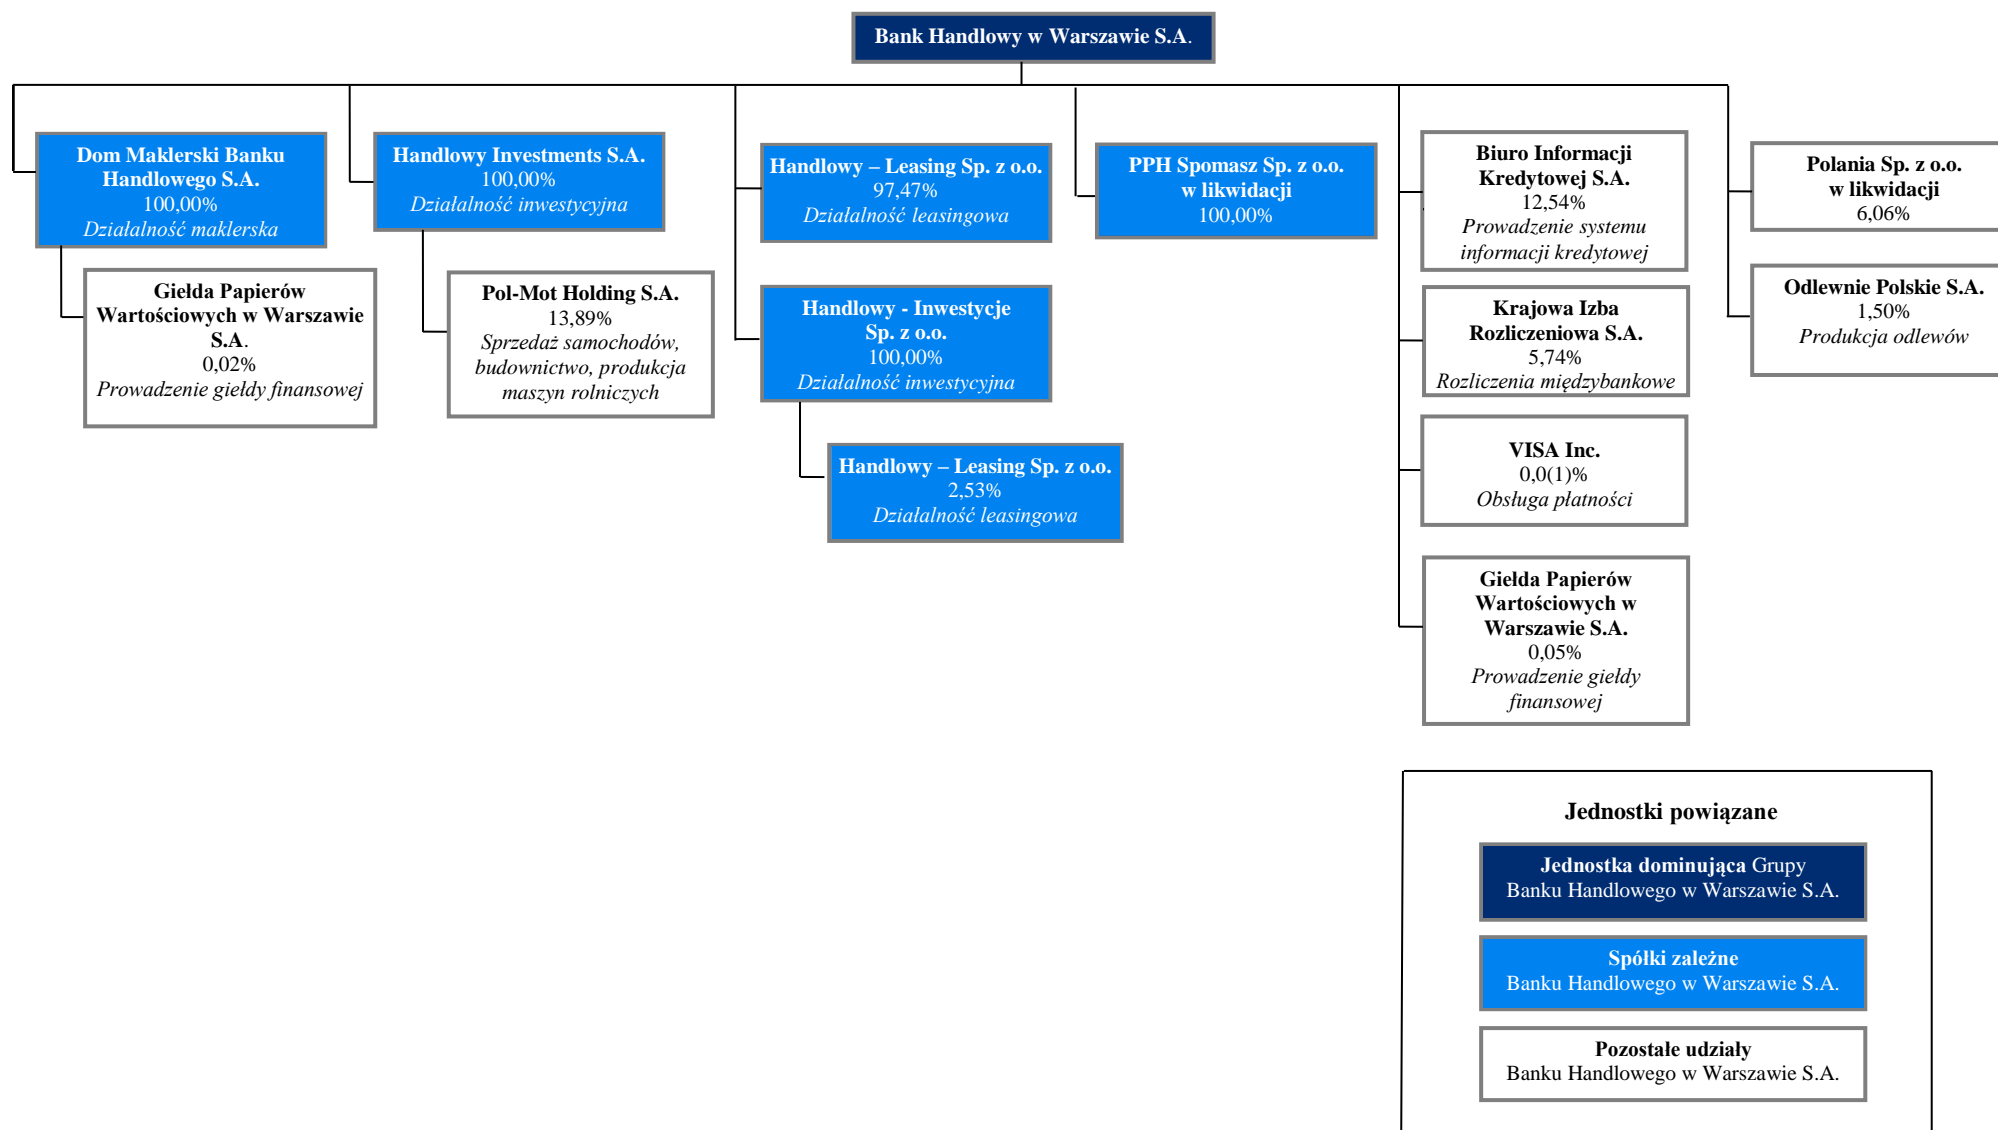 Bank Handlowy w Warszawie S.A.
Dom Maklerski Banku
Handlowego S.A.
100,00%
Działalność maklerska
Giełda Papierów
Wartościowych w Warszawie
S.A.
0,02%
Prowadzenie giełdy finansowej
Handlowy Investments S.A.
100,00%
Działalność inwestycyjna
Pol-Mot Holding S.A.
13,89%
Sprzedaż samochodów,
budownictwo, produkcja
maszyn rolniczych
Handlowy – Leasing Sp. z o.o.
97,47%
Działalność leasingowa
Handlowy - Inwestycje
Sp. z o.o.
100,00%
Działalność inwestycyjna
Handlowy – Leasing Sp. z o.o.
2,53%
Działalność leasingowa
PPH Spomasz Sp. z o.o.
w likwidacji
100,00%
Biuro Informacji
Kredytowej S.A.
12,54%
Prowadzenie systemu
informacji kredytowej
Krajowa Izba
Rozliczeniowa S.A.
5,74%
Rozliczenia międzybankowe
VISA Inc.
0,0(1)%
Obsługa płatności
Giełda Papierów
Wartościowych w
Warszawie S.A.
0,05%
Prowadzenie giełdy
finansowej
Polania Sp. z o.o.
w likwidacji
6,06%
Odlewnie Polskie S.A.
1,50%
Produkcja odlewów
Jednostki powiązane
Jednostka dominująca Grupy
Banku Handlowego w Warszawie S.A.
Spółki zależne
Banku Handlowego w Warszawie S.A.
Pozostałe udziały
Banku Handlowego w Warszawie S.A.